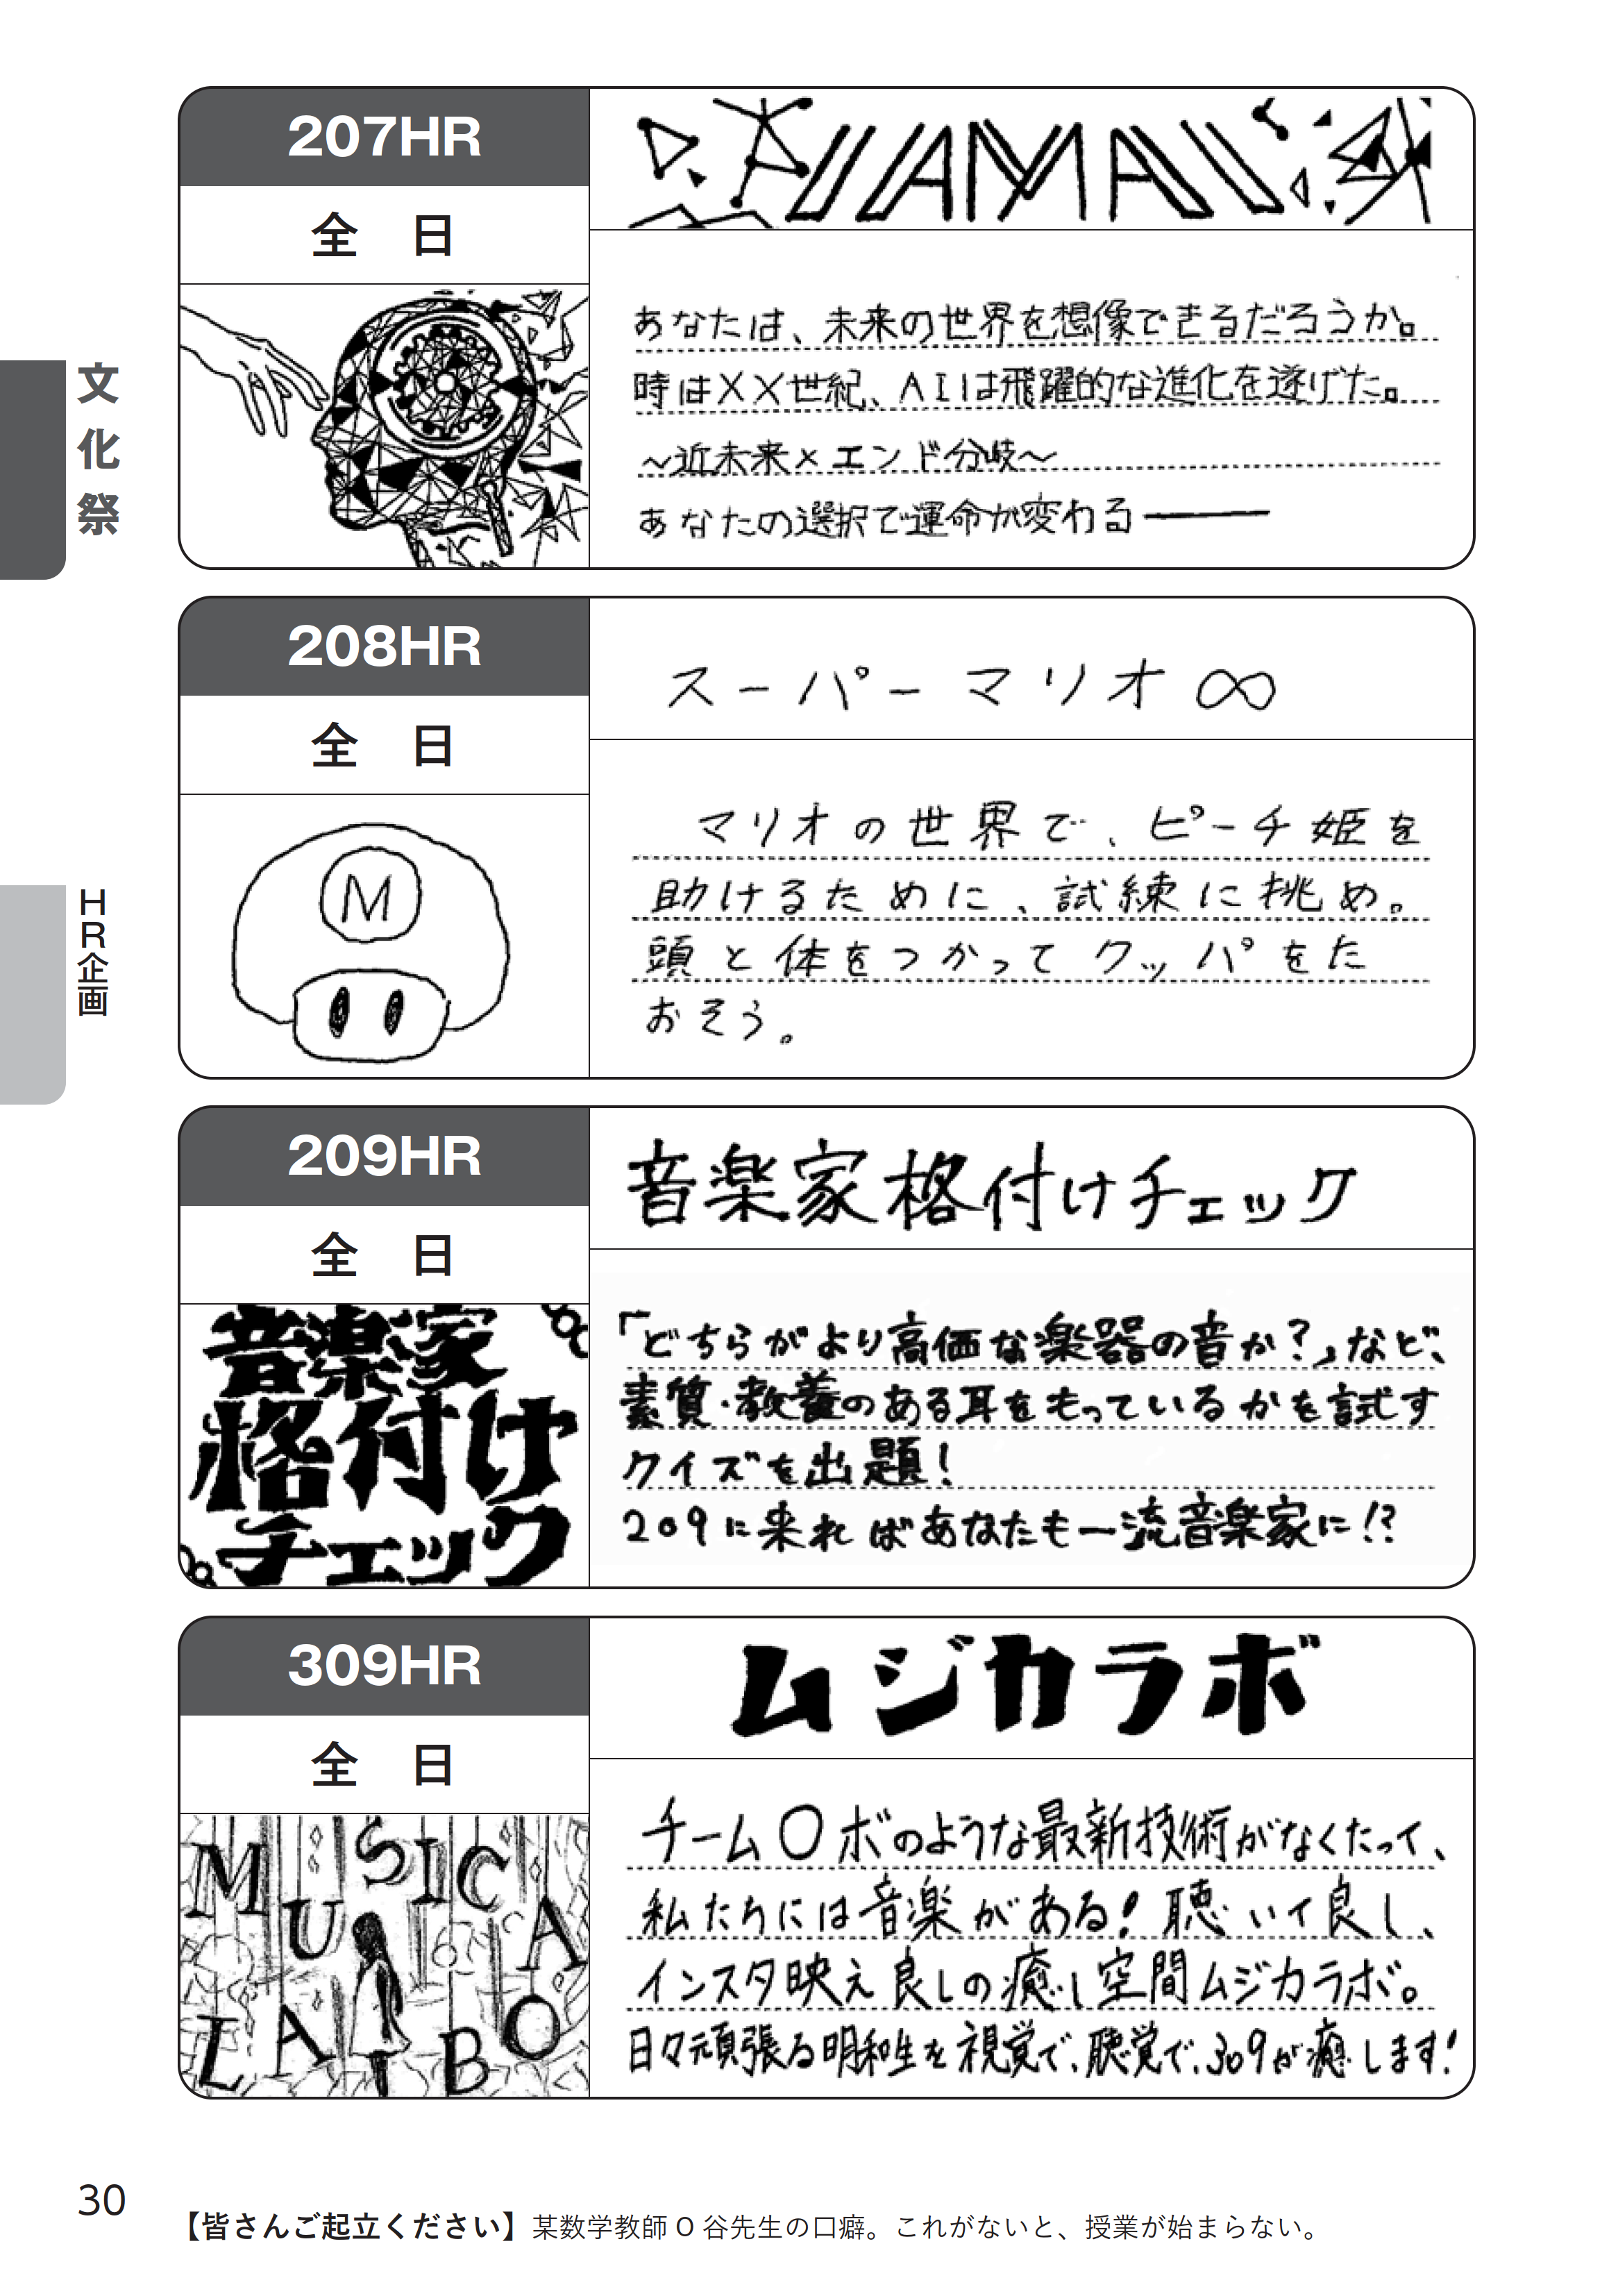 文化祭
HR企画
207HR
全 日
I AM AI
あなたは、未来の世界を想像できるだろうか。
時はXX世紀、AIは飛躍的な進化を遂げた。
～近未来×エンド分岐～
あなたの選択で運命が変わる――
208HR
全 日
M
スーパーマリオ∞
マリオの世界で、ピーチ姫を
助けるために、試練に挑め。
頭と体をつかってクッパをた
おそう。
209HR
全 日
音楽家
格付け
チェック
音楽家格付けチェック
「どちらがより高価な楽器の音か?」など、
素質・教養のある耳をもっているかを試す
クイズを出題!
209に来ればあなたも一流音楽家に!?
309HR
全 日
MUSICA
LABO
ムジカラボ
チーム○ボのような最新技術がなくたって、
私たちには音楽がある!聴いて良し、
インスタ映え良しの癒し空間ムジカラボ。
日々頑張る明和生を視覚で、聴覚で、309が癒します!
30
【皆さんご起立ください】某数学教師O谷先生の口癖。これがないと、授業が始まらない。